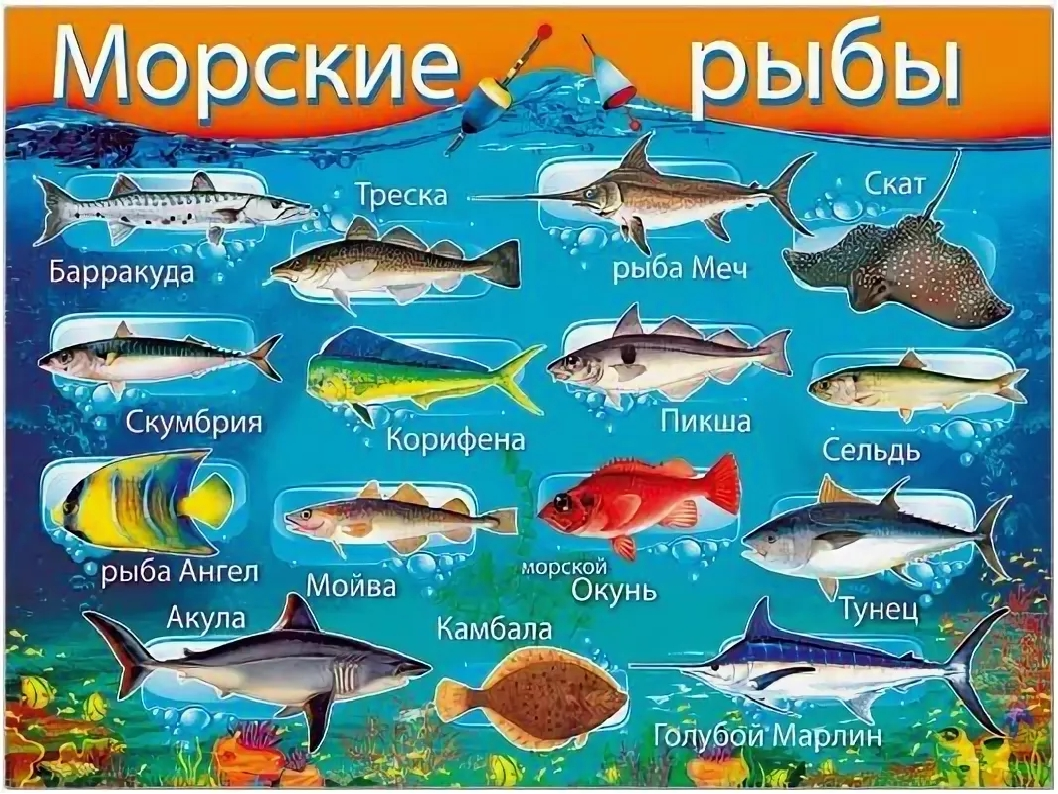 Морские рыбы
Треска
Скат
Барракуда
рыба Меч
Скумбрия
Корифена
Пикша
Сельдь
рыба Ангел
Мойва
морской
Окунь
Тунец
Акула
Камбала
Голубой Марлин